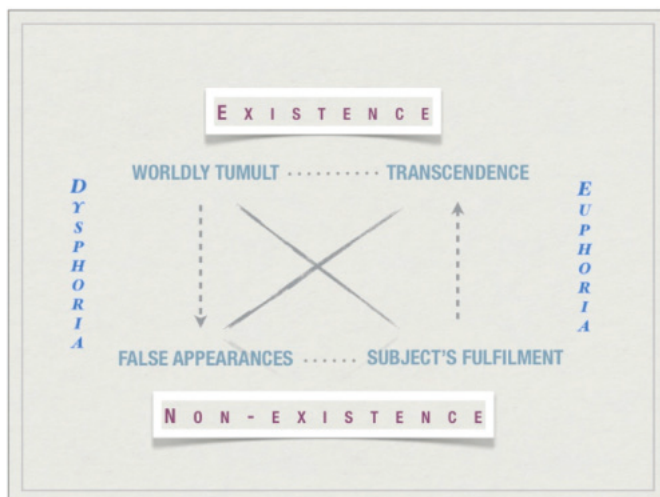 EXISTENCE
WORLDLY TUMULT .......... TRANSCENDENCE
DYSPHORIA
EUPHORIA
FALSE APPEARANCES ...... SUBJECT'S FULFILMENT
NON-EXISTENCE